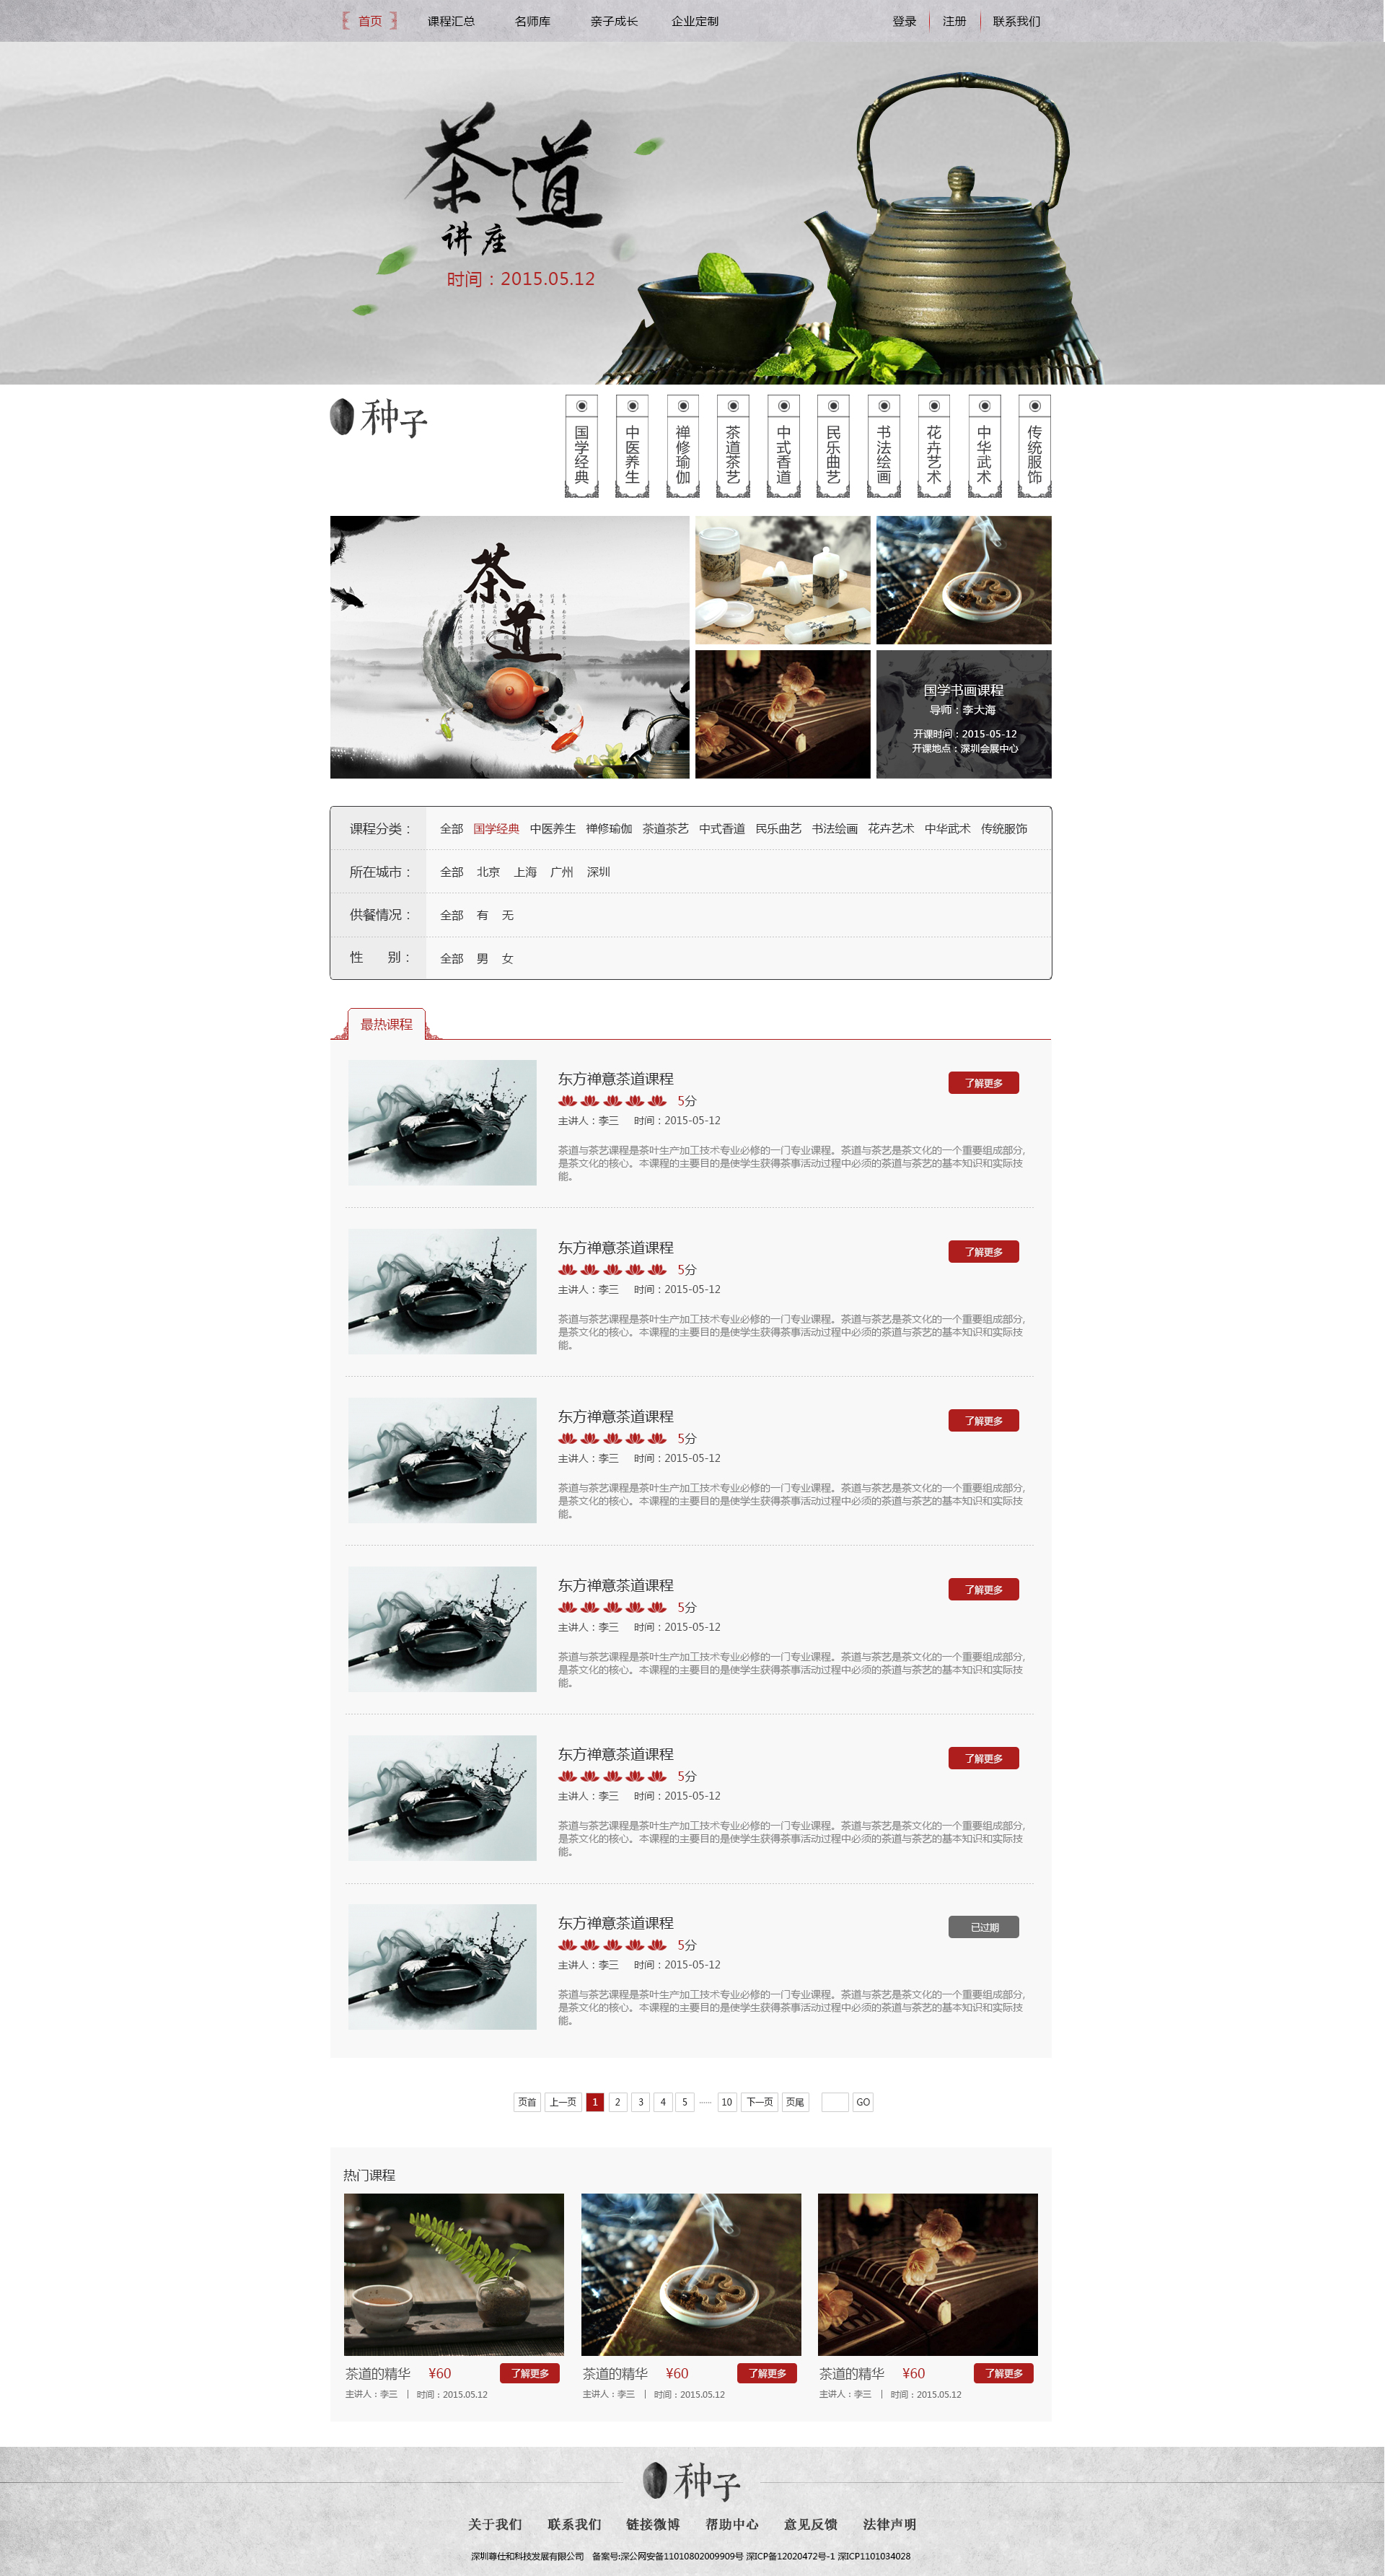 首页 课程汇总 名师库 亲子成长 企业定制 登录 注册 联系我们
茶道
讲座
时间：2015.05.12
种子
国学经典 中医养生 禅修瑜伽 茶道茶艺 中式香道 民乐曲艺 书法绘画 花卉艺术 中华武术 传统服饰
茶道
国学书画课程
导师：李大海
开课时间：2015-05-12
开课地点：深圳会展中心
课程分类： 全部 国学经典 中医养生 禅修瑜伽 茶道茶艺 中式香道 民乐曲艺 书法绘画 花卉艺术 中华武术 传统服饰
所在城市： 全部 北京 上海 广州 深圳
供餐情况： 全部 有 无
性 别： 全部 男 女
最热课程
东方禅意茶道课程 了解更多
5分
主讲人：李三 时间：2015-05-12
茶道与茶艺课程是茶叶生产加工技术专业必修的一门专业课程。茶道与茶艺是茶文化的一个重要组成部分,
是茶文化的核心。本课程的主要目的是使学生获得茶事活动过程中必须的茶道与茶艺的基本知识和实际技
能。
东方禅意茶道课程 了解更多
5分
主讲人：李三 时间：2015-05-12
茶道与茶艺课程是茶叶生产加工技术专业必修的一门专业课程。茶道与茶艺是茶文化的一个重要组成部分,
是茶文化的核心。本课程的主要目的是使学生获得茶事活动过程中必须的茶道与茶艺的基本知识和实际技
能。
东方禅意茶道课程 了解更多
5分
主讲人：李三 时间：2015-05-12
茶道与茶艺课程是茶叶生产加工技术专业必修的一门专业课程。茶道与茶艺是茶文化的一个重要组成部分,
是茶文化的核心。本课程的主要目的是使学生获得茶事活动过程中必须的茶道与茶艺的基本知识和实际技
能。
东方禅意茶道课程 了解更多
5分
主讲人：李三 时间：2015-05-12
茶道与茶艺课程是茶叶生产加工技术专业必修的一门专业课程。茶道与茶艺是茶文化的一个重要组成部分,
是茶文化的核心。本课程的主要目的是使学生获得茶事活动过程中必须的茶道与茶艺的基本知识和实际技
能。
东方禅意茶道课程 了解更多
5分
主讲人：李三 时间：2015-05-12
茶道与茶艺课程是茶叶生产加工技术专业必修的一门专业课程。茶道与茶艺是茶文化的一个重要组成部分,
是茶文化的核心。本课程的主要目的是使学生获得茶事活动过程中必须的茶道与茶艺的基本知识和实际技
能。
东方禅意茶道课程 已过期
5分
主讲人：李三 时间：2015-05-12
茶道与茶艺课程是茶叶生产加工技术专业必修的一门专业课程。茶道与茶艺是茶文化的一个重要组成部分,
是茶文化的核心。本课程的主要目的是使学生获得茶事活动过程中必须的茶道与茶艺的基本知识和实际技
能。
页首 上一页 1 2 3 4 5 ······ 10 下一页 页尾 GO
热门课程
茶道的精华 ¥60 了解更多 茶道的精华 ¥60 了解更多 茶道的精华 ¥60 了解更多
主讲人：李三 | 时间：2015.05.12 主讲人：李三 | 时间：2015.05.12 主讲人：李三 | 时间：2015.05.12
种子
关于我们 联系我们 链接微博 帮助中心 意见反馈 法律声明
深圳尊仕和科技发展有限公司 备案号:深公网安备11010802009909号 深ICP备12020472号-1 深ICP1101034028